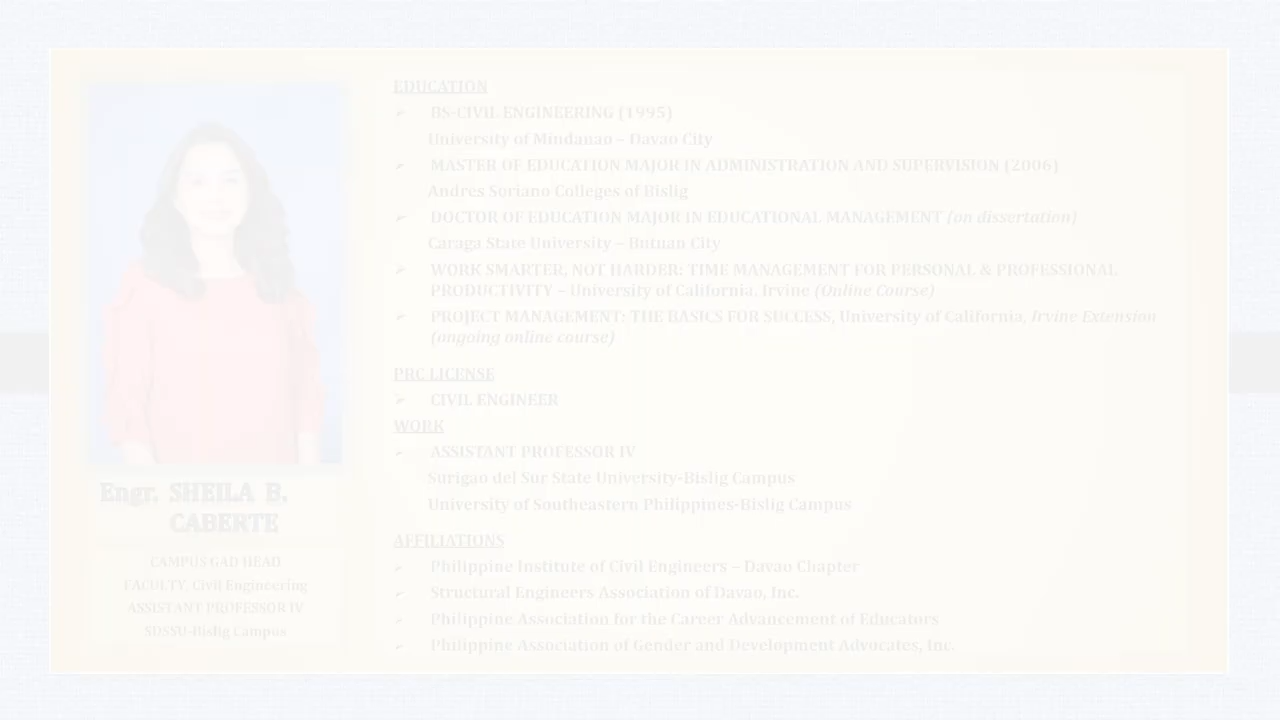 EDUCATION
BS-CIVIL ENGINEERING (1995)
University of Mindanao – Davao City
MASTER OF EDUCATION MAJOR IN ADMINISTRATION AND SUPERVISION (2006)
Andres Soriano Colleges of Bislig
DOCTOR OF EDUCATION MAJOR IN EDUCATIONAL MANAGEMENT (on dissertation)
Caraga State University – Butuan City
WORK SMARTER, NOT HARDER: TIME MANAGEMENT FOR PERSONAL & PROFESSIONAL
PRODUCTIVITY – University of California, Irvine (Online Course)
PROJECT MANAGEMENT: THE BASICS FOR SUCCESS, University of California, Irvine Extension
(ongoing online course)
PRC LICENSE
CIVIL ENGINEER
WORK
ASSISTANT PROFESSOR IV
Surigao del Sur State University-Bislig Campus
University of Southeastern Philippines-Bislig Campus
AFFILIATIONS
Philippine Institute of Civil Engineers – Davao Chapter
Structural Engineers Association of Davao, Inc.
Philippine Association for the Career Advancement of Educators
Philippine Association of Gender and Development Advocates, Inc.
Engr. SHEILA B.
CABERTE
CAMPUS GAD HEAD
FACULTY, Civil Engineering
ASSISTANT PROFESSOR IV
SDSSU-Bislig Campus